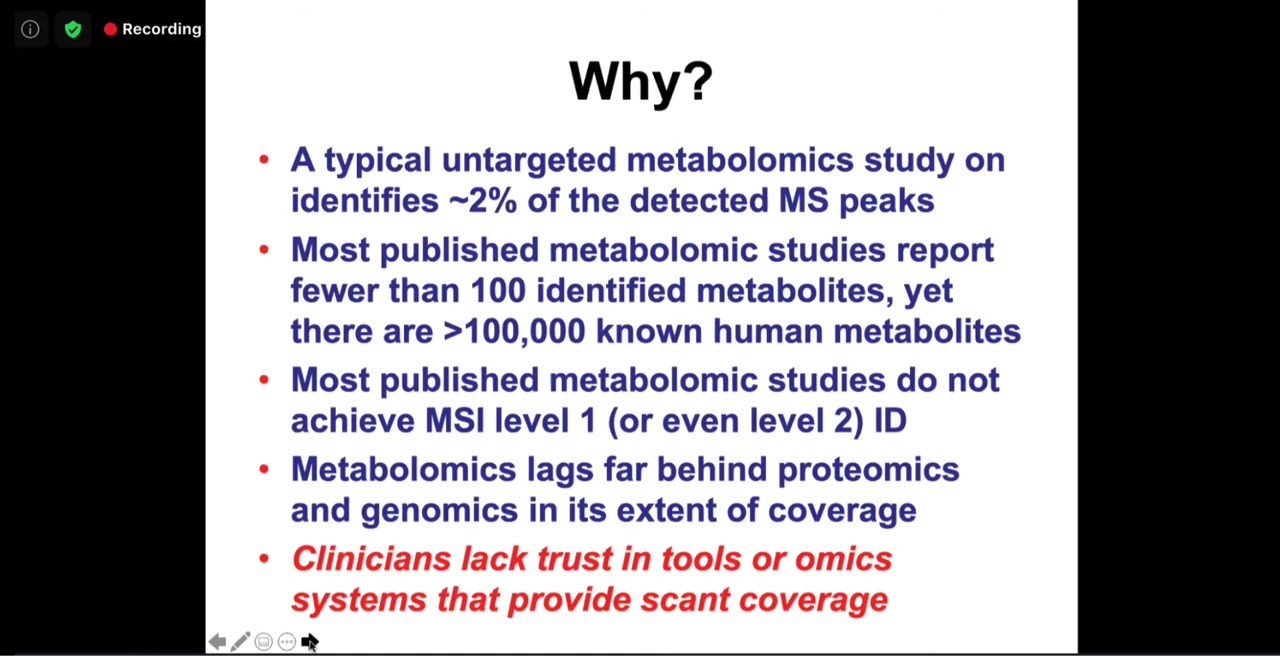 Recording
Why?
• A typical untargeted metabolomics study on
identifies ~2% of the detected MS peaks
• Most published metabolomic studies report
fewer than 100 identified metabolites, yet
there are >100,000 known human metabolites
• Most published metabolomic studies do not
achieve MSI level 1 (or even level 2) ID
• Metabolomics lags far behind proteomics
and genomics in its extent of coverage
• Clinicians lack trust in tools or omics
systems that provide scant coverage